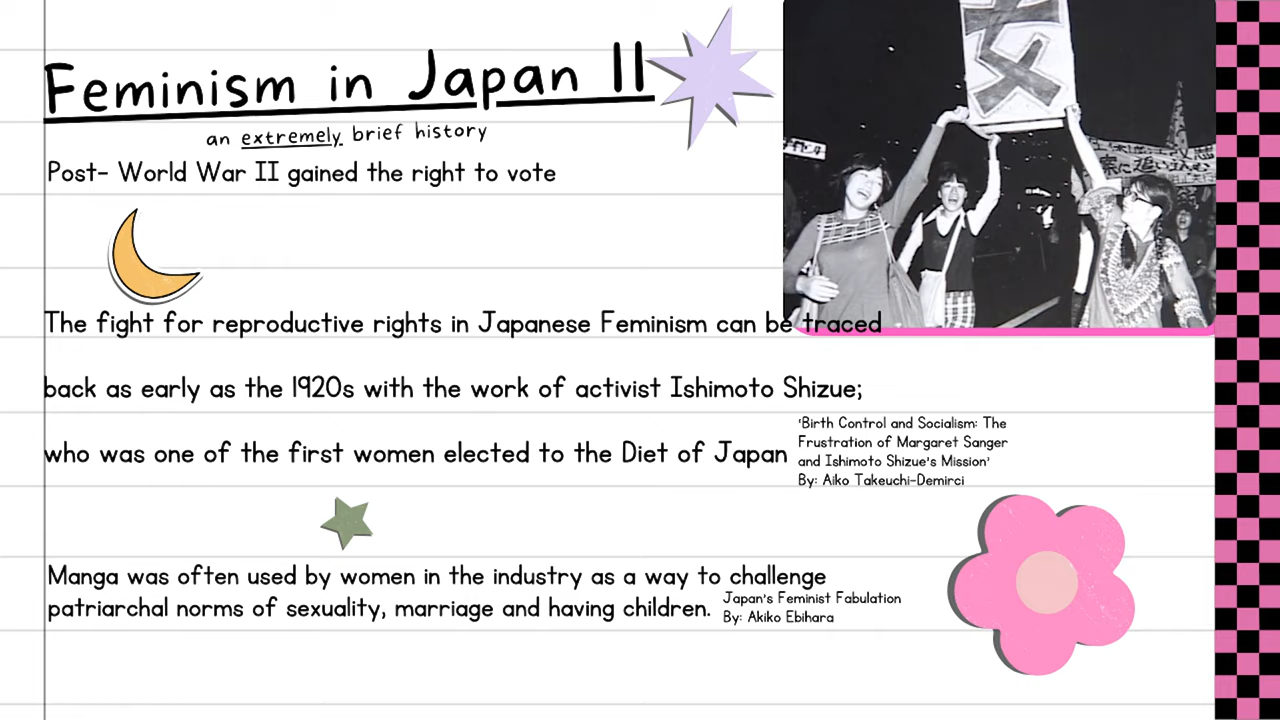 Feminism in Japan II
an extremely brief history
Post- World War II gained the right to vote
女
The fight for reproductive rights in Japanese Feminism can be traced
back as early as the 1920s with the work of activist Ishimoto Shizue;
who was one of the first women elected to the Diet of Japan
'Birth Control and Socialism: The
Frustration of Margaret Sanger
and Ishimoto Shizue's Mission'
By: Aiko Takeuchi-Demirci
Manga was often used by women in the industry as a way to challenge
patriarchal norms of sexuality, marriage and having children.
Japan's Feminist Fabulation
By: Akiko Ebihara